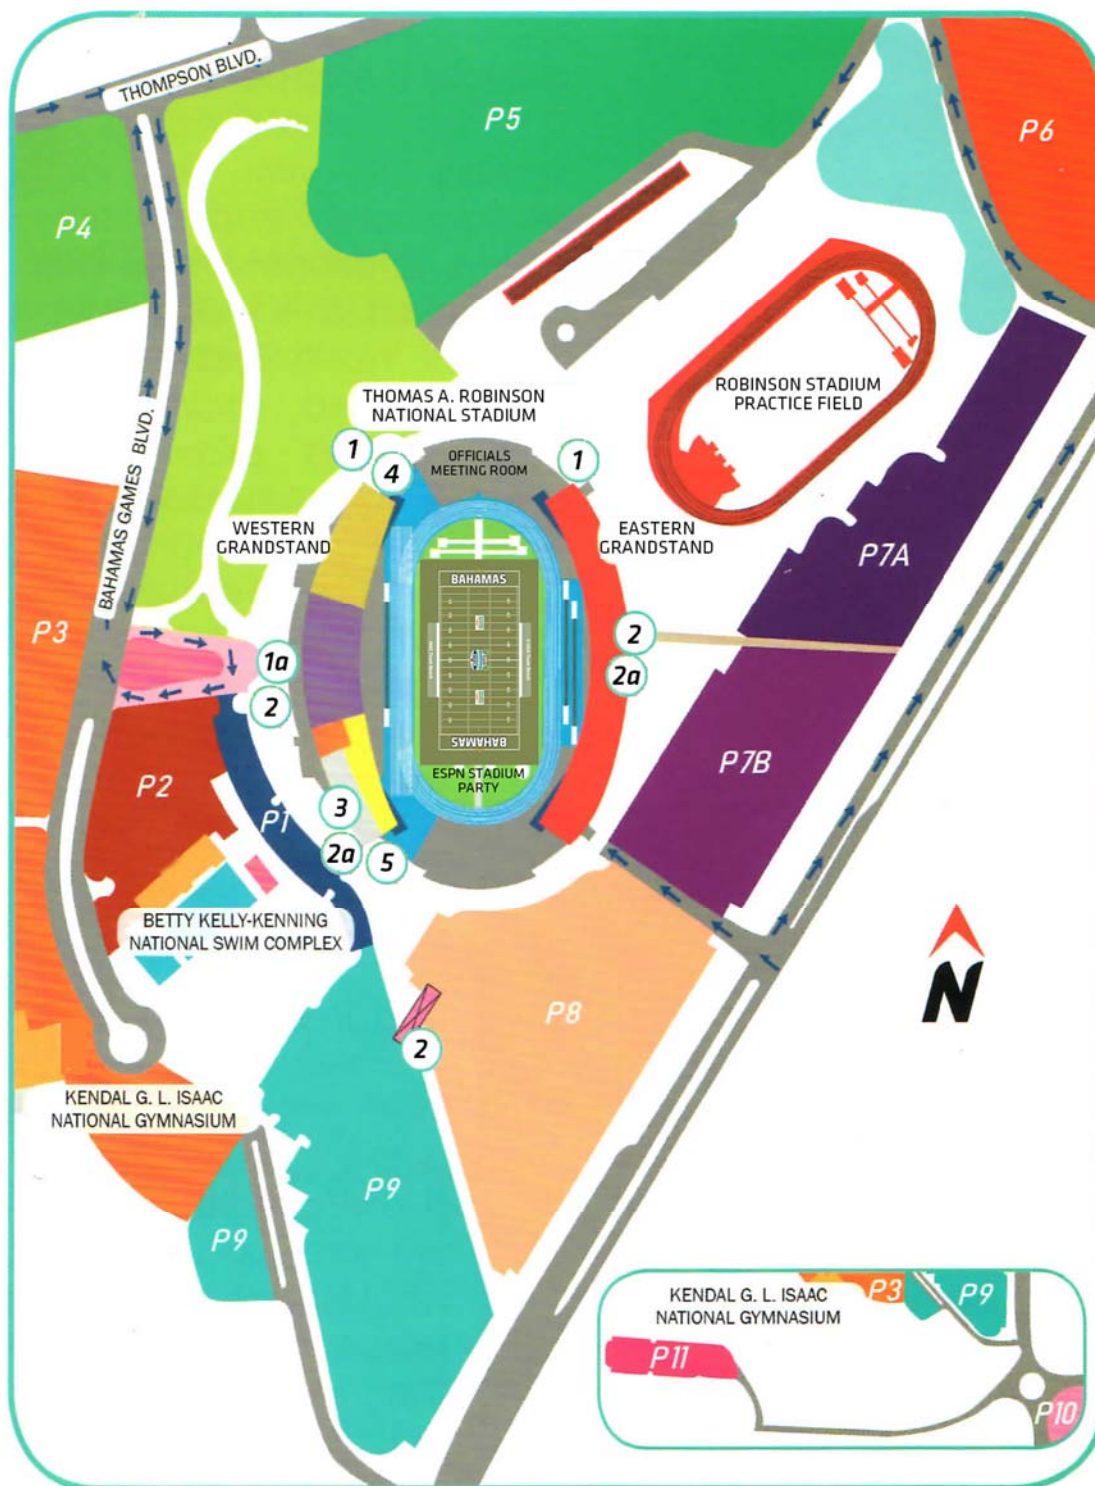 THOMPSON BLVD.
P5
P6
P4
THOMAS A. ROBINSON
NATIONAL STADIUM
ROBINSON STADIUM
PRACTICE FIELD
BAHAMAS GAMES BLVD.
1
4
OFFICIALS
MEETING ROOM
1
WESTERN
GRANDSTAND
EASTERN
GRANDSTAND
P7A
BAHAMAS
P3
1a
2
2
2a
P2
P1
BAHAMAS
ESPN STADIUM
PARTY
P7B
3
2a
5
BETTY KELLY-KENNING
NATIONAL SWIM COMPLEX
P8
N
2
KENDAL G. L. ISAAC
NATIONAL GYMNASIUM
P9
P9
KENDAL G. L. ISAAC
NATIONAL GYMNASIUM
P3
P9
P11
P10